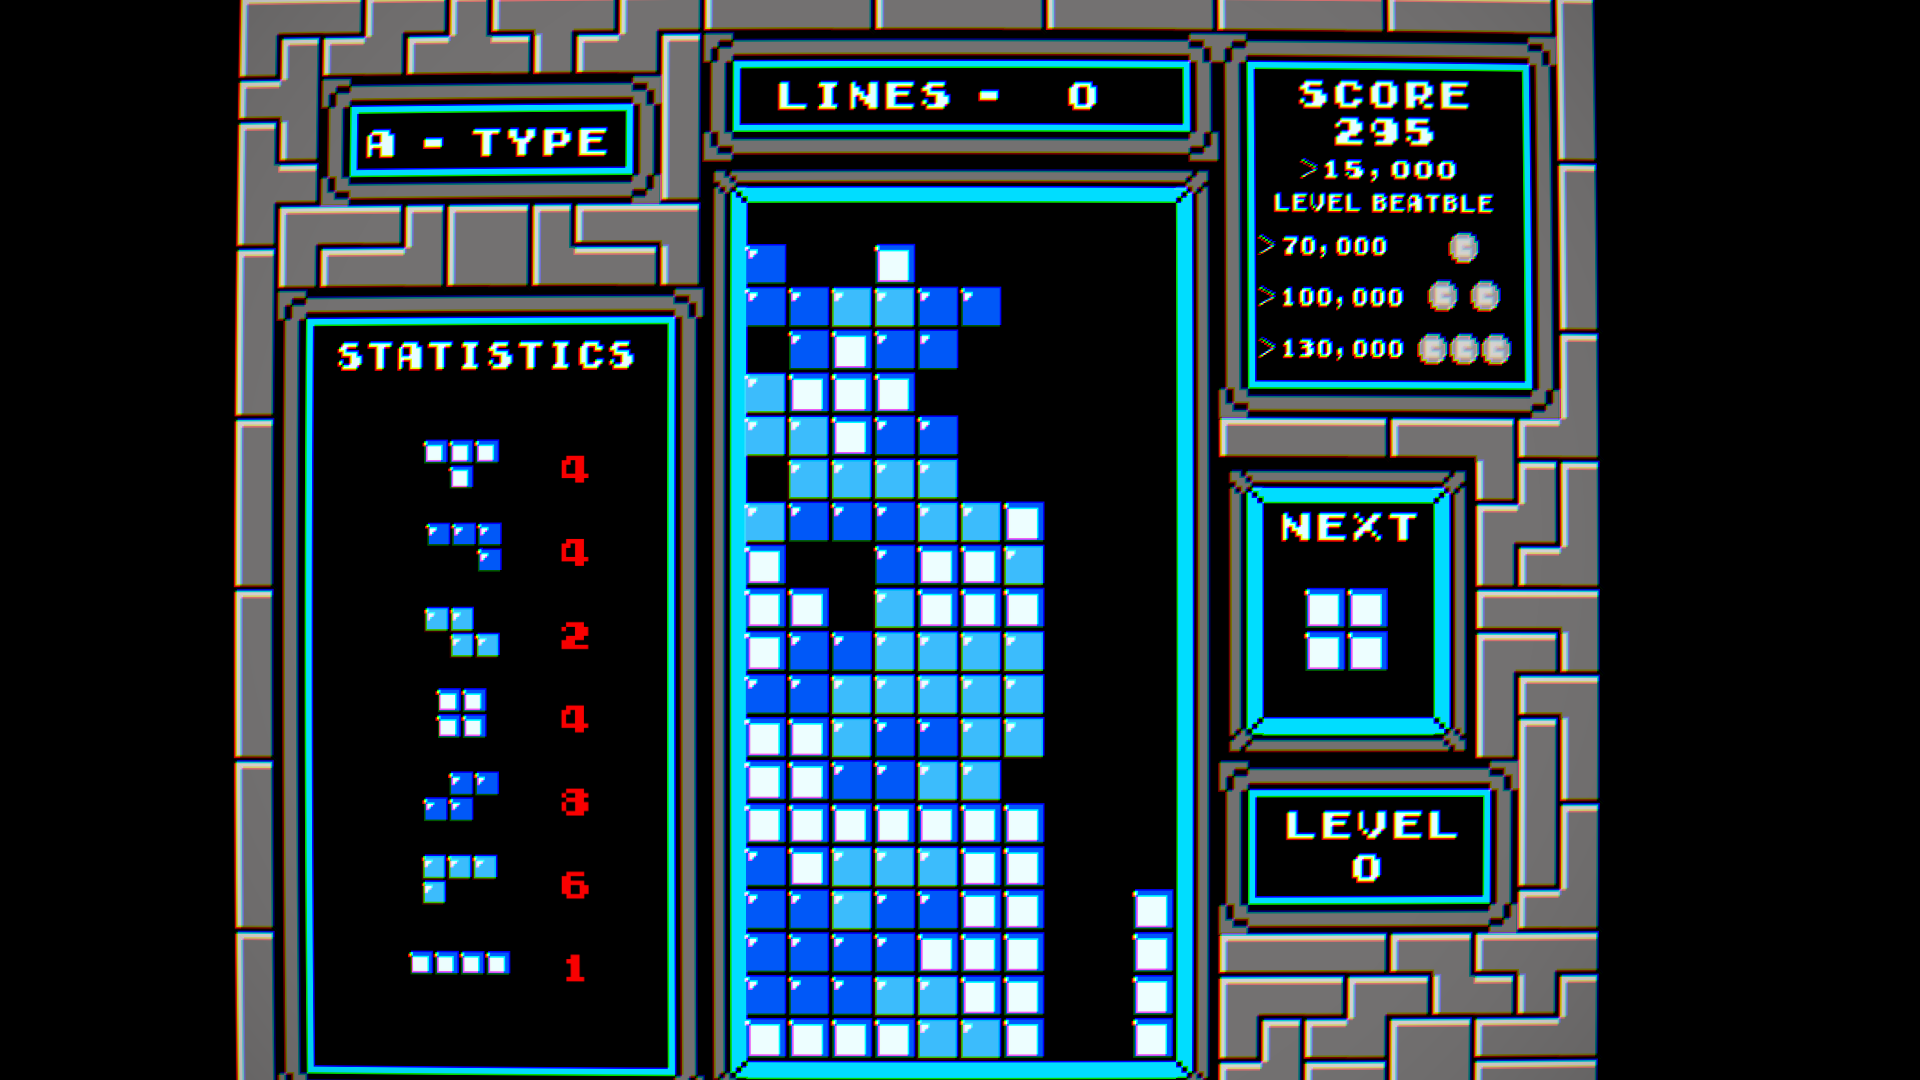 A - TYPE
LINES - 0
SCORE
295
>15,000
LEVEL BEATBLE
>70,000
>100,000
>130,000
STATISTICS
4
4
2
4
3
6
1
NEXT
LEVEL
0